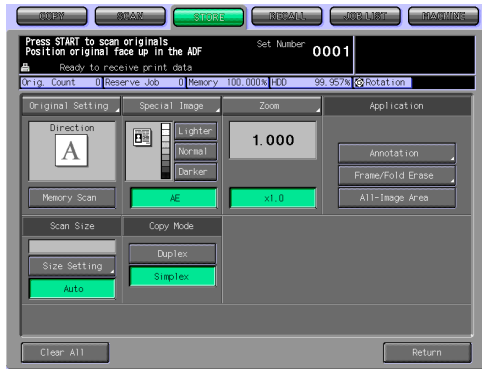 COPY SCAN STORE RECALL JOB LIST MACHINE
Press START to scan originals
Position original face up in the ADF
Set Number 0001
Ready to receive print data
Orig. Count 0 Reserve Job 0 Memory 100.000% HDD 99.957% Rotation
Original Setting Special Image Zoom Application
Direction
A
Lighter
Normal
Darker
1.000
Annotation
Frame/Fold Erase
All-Image Area
Memory Scan AE x1.0
Scan Size Copy Mode
Duplex
Size Setting
Simplex
Auto
Clear All Return